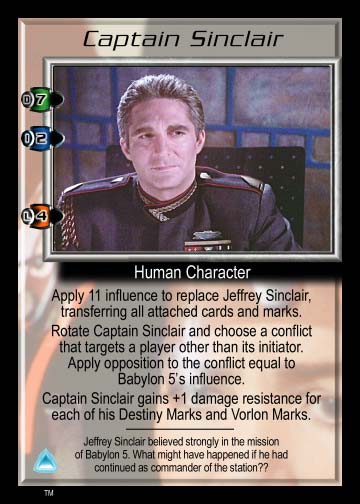 Captain Sinclair
D 7
I 2
L 4
Human Character
Apply 11 influence to replace Jeffrey Sinclair,
transferring all attached cards and marks.
Rotate Captain Sinclair and choose a conflict
that targets a player other than its initiator.
Apply opposition to the conflict equal to
Babylon 5's influence.
Captain Sinclair gains +1 damage resistance for
each of his Destiny Marks and Vorlon Marks.
Jeffrey Sinclair believed strongly in the mission
of Babylon 5. What might have happened if he had
continued as commander of the station??
TM